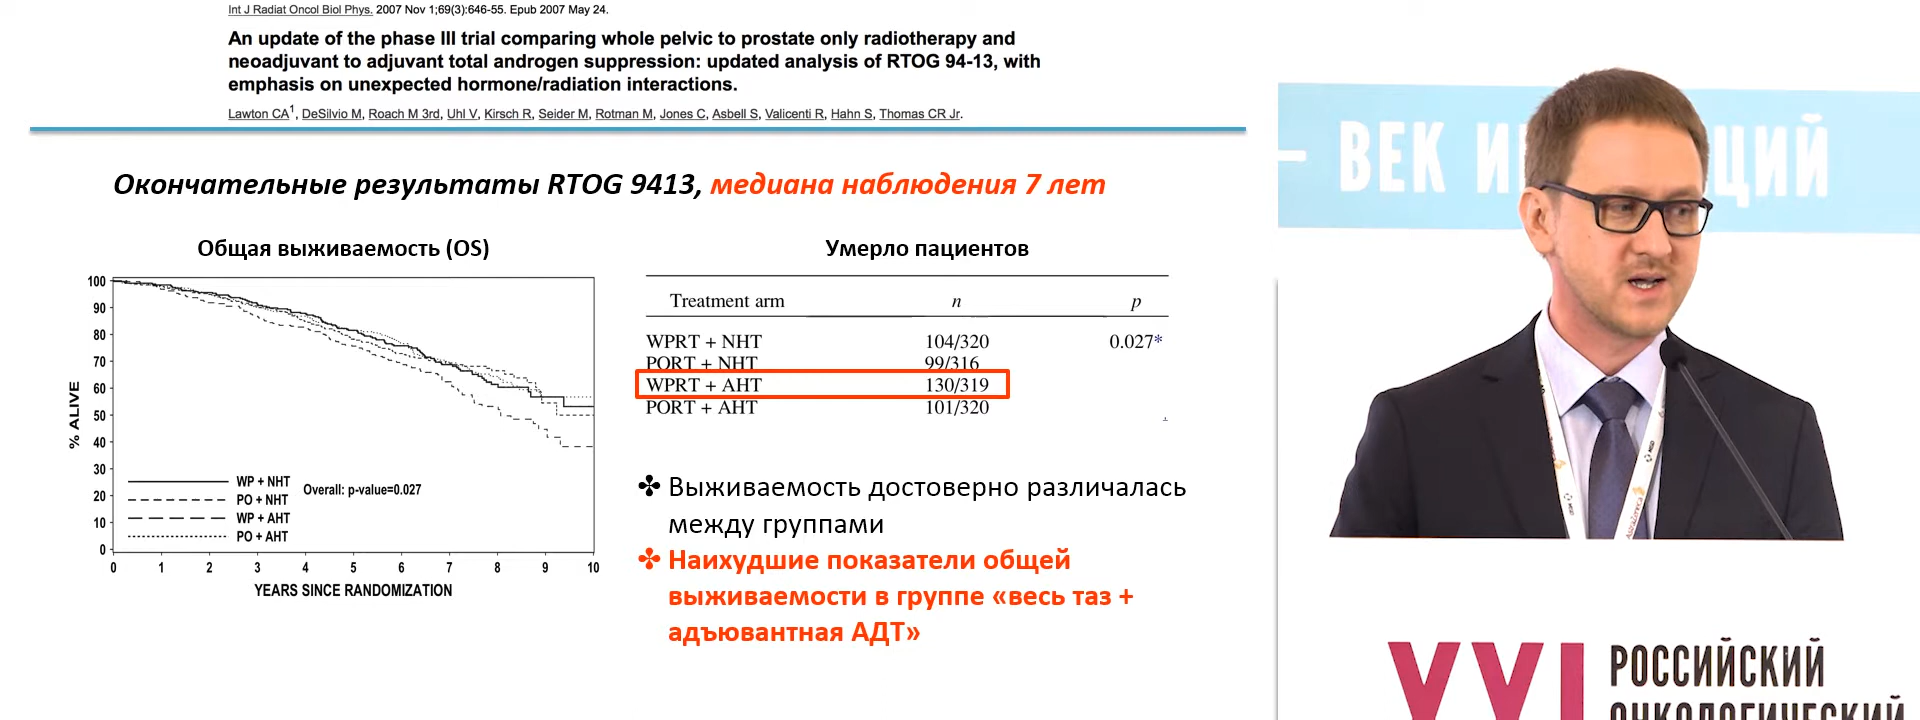 Int J Radiat Oncol Biol Phys. 2007 Nov 1;69(3):646-55. Epub 2007 May 24.
An update of the phase III trial comparing whole pelvic to prostate only radiotherapy and
neoadjuvant to adjuvant total androgen suppression: updated analysis of RTOG 94-13, with
emphasis on unexpected hormone/radiation interactions.
Lawton CA1, DeSilvio M, Roach M 3rd, Uhl V, Kirsch R, Seider M, Rotman M, Jones C, Asbell S, Valicenti R, Hahn S, Thomas CR Jr.
Окончательные результаты RTOG 9413, медиана наблюдения 7 лет
Общая выживаемость (OS)
% ALIVE
100
90
80
70
60
50
40
30
20
10
0
WP + NHT
PO + NHT
WP + AHT
PO + AHT
Overall: p-value=0.027
0 1 2 3 4 5 6 7 8 9 10
YEARS SINCE RANDOMIZATION
Умерло пациентов
Treatment arm n p
WPRT + NHT 104/320 0.027*
PORT + NHT 99/316
WPRT + AHT 130/319
PORT + AHT 101/320
✤ Выживаемость достоверно различалась
между группами
✤ Наихудшие показатели общей
выживаемости в группе «весь таз +
адъювантная АДТ»
– ВЕК И ЦИЙ
XXI РОССИЙСКИЙ
ОНКОЛОГИЧЕСКИЙ